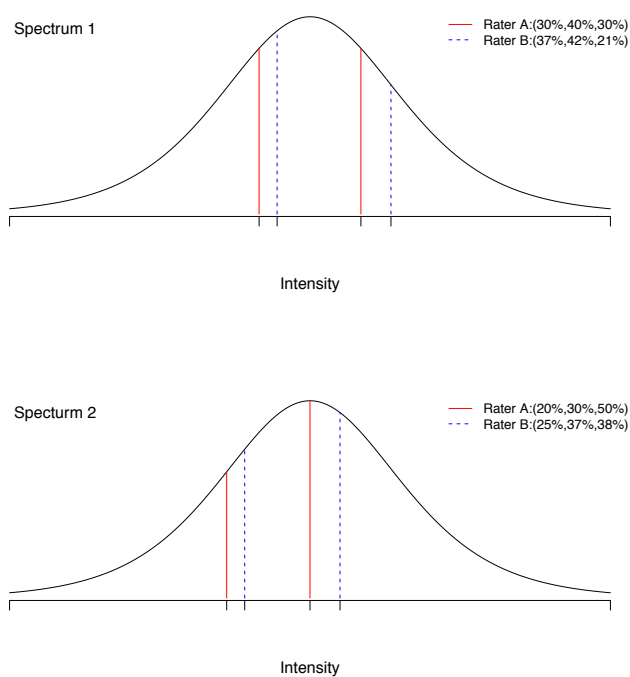 Spectrum 1
Rater A:(30%,40%,30%)
Rater B:(37%,42%,21%)
Intensity
Specturm 2
Rater A:(20%,30%,50%)
Rater B:(25%,37%,38%)
Intensity